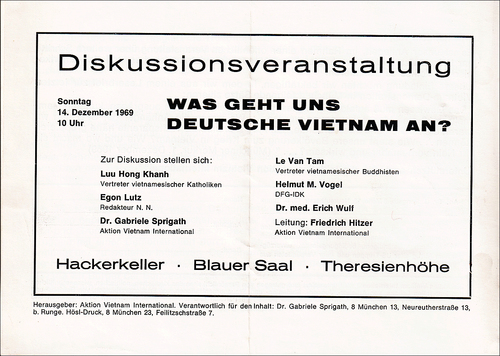 Diskussionsveranstaltung
Sonntag
14. Dezember 1969
10 Uhr
WAS GEHT UNS
DEUTSCHE VIETNAM AN?
Zur Diskussion stellen sich:
Luu Hong Khanh
Vertreter vietnamesischer Katholiken
Egon Lutz
Redakteur N. N.
Dr. Gabriele Sprigath
Aktion Vietnam International
Le Van Tam
Vertreter vietnamesischer Buddhisten
Helmut M. Vogel
DFG-IDK
Dr. med. Erich Wulf
Leitung: Friedrich Hitzer
Aktion Vietnam International
Hackerkeller · Blauer Saal · Theresienhöhe
Herausgeber: Aktion Vietnam International. Verantwortlich für den Inhalt: Dr. Gabriele Sprigath, 8 München 13, Neureutherstraße 13,
b. Runge. Hösl-Druck, 8 München 23, Feilitzschstraße 7.